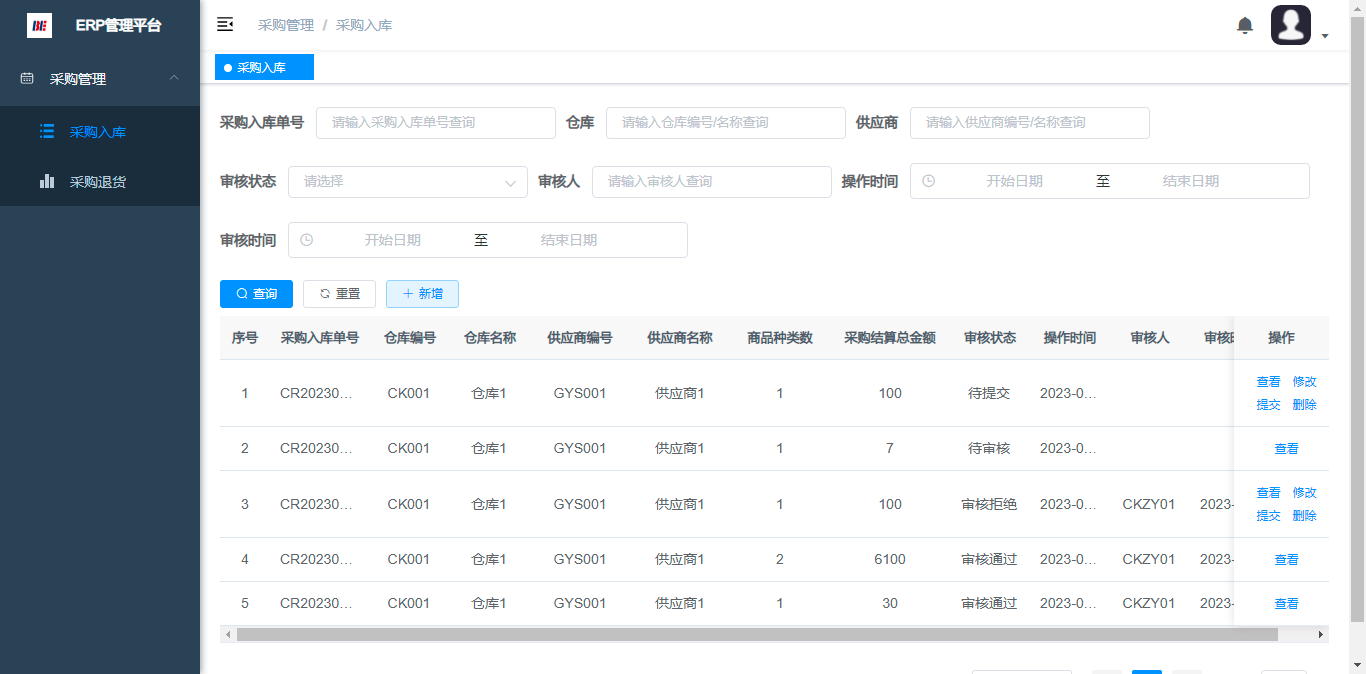 ERP管理平台
采购管理 / 采购入库
采购管理
采购入库
采购入库
采购退货
采购入库单号 请输入采购入库单号查询 仓库 请输入仓库编号/名称查询 供应商 请输入供应商编号/名称查询
审核状态 请选择 审核人 请输入审核人查询 操作时间 开始日期 至 结束日期
审核时间 开始日期 至 结束日期
查询 重置 新增
序号 采购入库单号 仓库编号 仓库名称 供应商编号 供应商名称 商品种类数 采购结算总金额 审核状态 操作时间 审核人 审核 操作
1 CR20230... CK001 仓库1 GYS001 供应商1 1 100 待提交 2023-0... 查看 修改
提交 删除
2 CR20230... CK001 仓库1 GYS001 供应商1 1 7 待审核 2023-0... 查看
3 CR20230... CK001 仓库1 GYS001 供应商1 1 100 审核拒绝 2023-0... CKZY01 2023- 查看 修改
提交 删除
4 CR20230... CK001 仓库1 GYS001 供应商1 2 6100 审核通过 2023-0... CKZY01 2023- 查看
5 CR20230... CK001 仓库1 GYS001 供应商1 1 30 审核通过 2023-0... CKZY01 2023- 查看